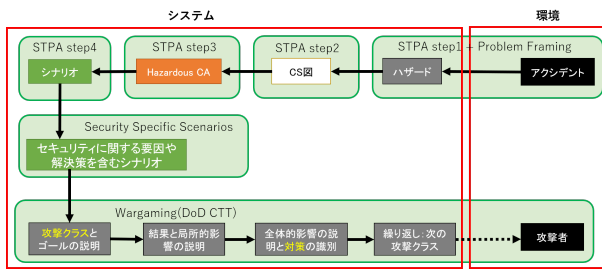 システム
環境
STPA step4
STPA step3
STPA step2
STPA step1 + Problem Framing
シナリオ
Hazardous CA
CS図
ハザード
アクシデント
Security Specific Scenarios
セキュリティに関する要因や
解決策を含むシナリオ
Wargaming(DoD CTT)
攻撃クラスと
ゴールの説明
結果と局所的影
響の説明
全体的影響の説
明と対策の識別
繰り返し:次の
攻撃クラス
攻撃者